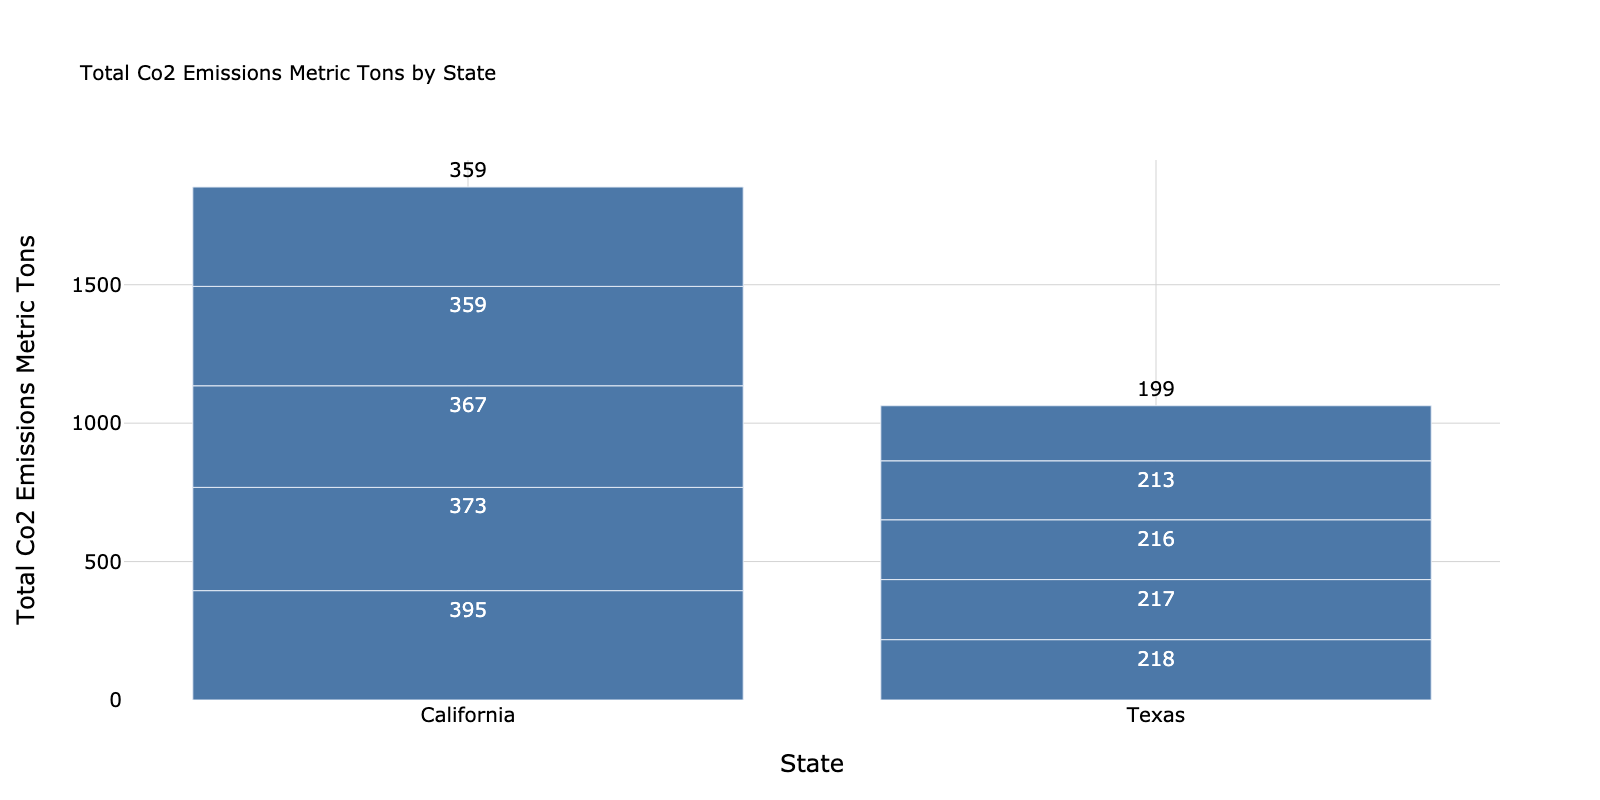 Total Co2 Emissions Metric Tons by State
Total Co2 Emissions Metric Tons
1500
1000
500
0
359
359
367
373
395
199
213
216
217
218
California
Texas
State